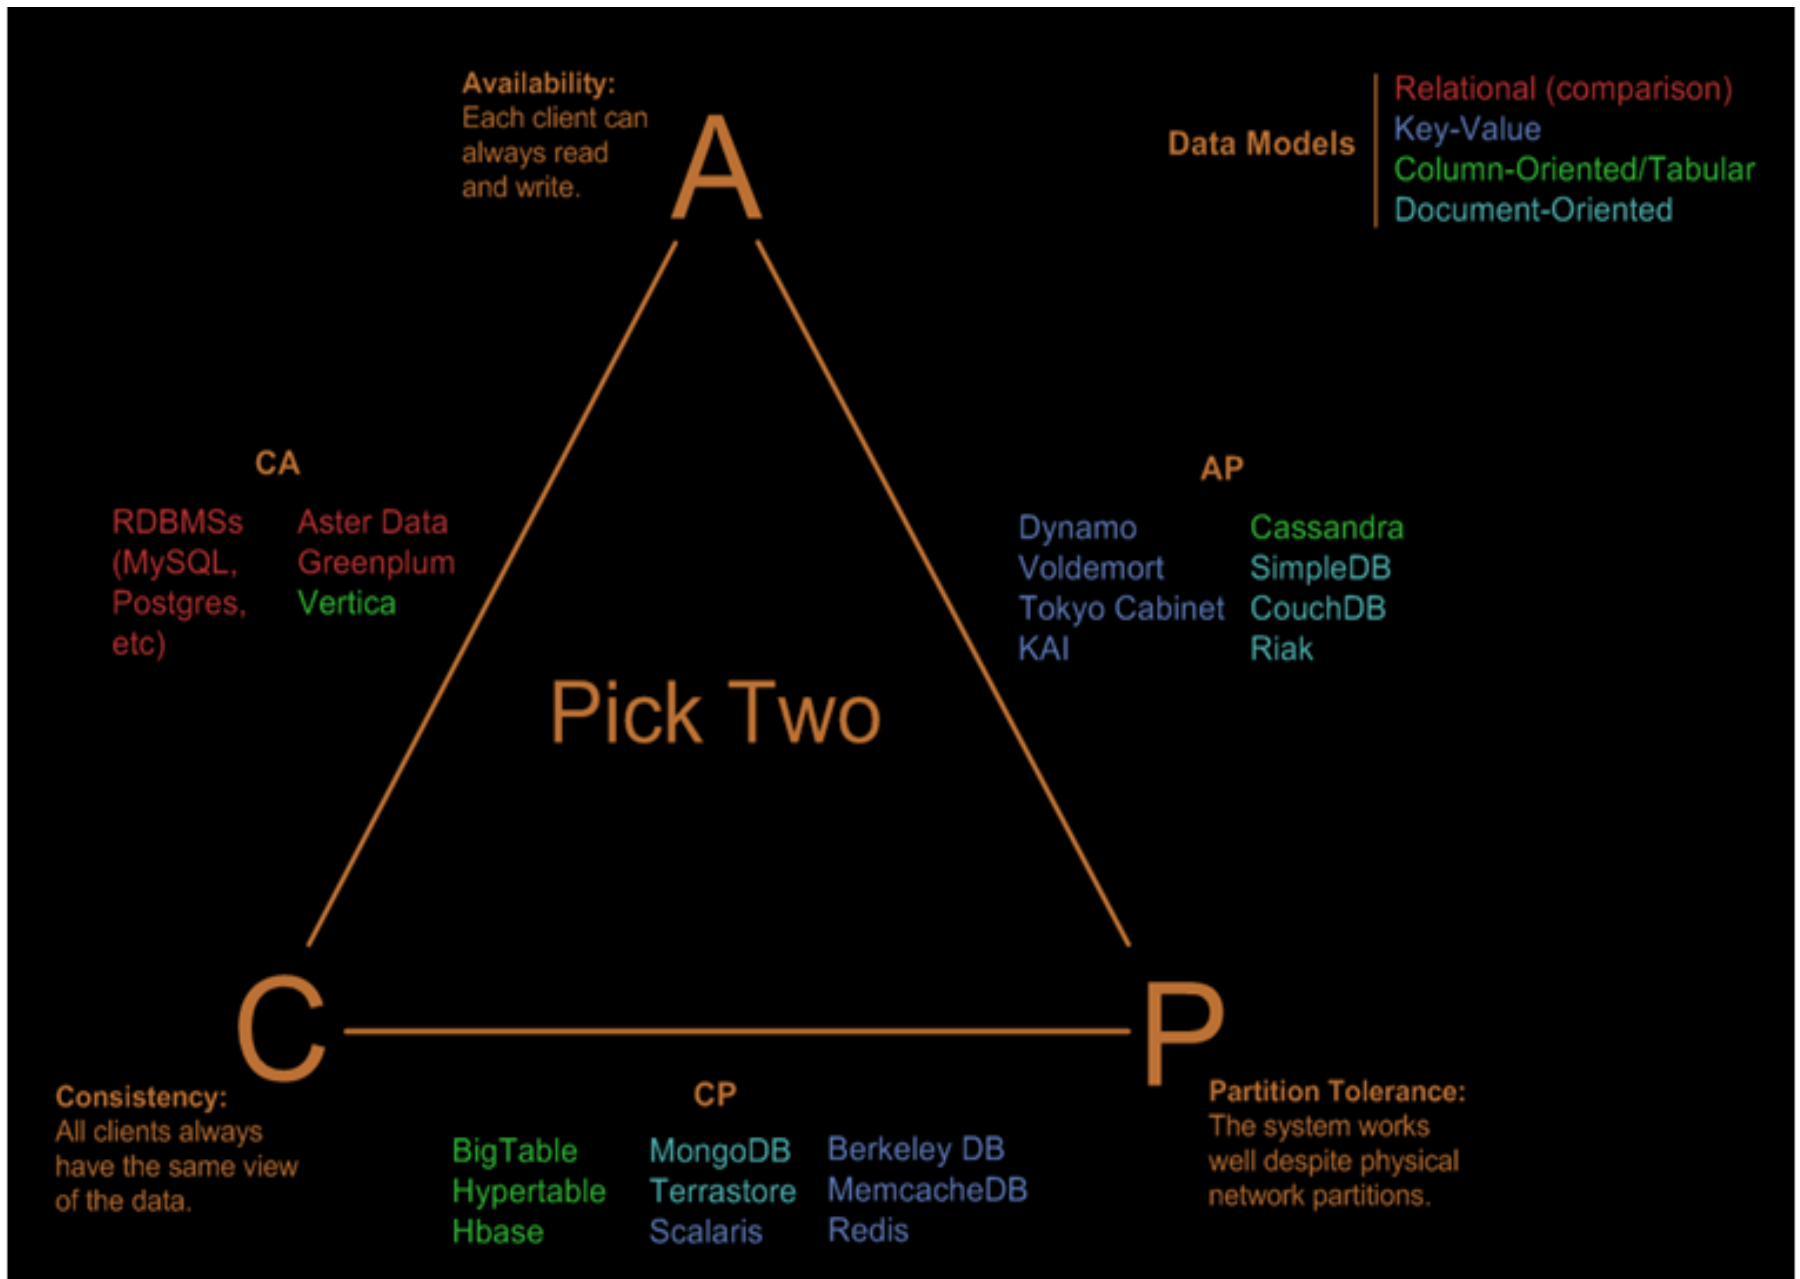 Availability:
Each client can
always read
and write.
A
Data Models
Relational (comparison)
Key-Value
Column-Oriented/Tabular
Document-Oriented
CA
RDBMSs
(MySQL,
Postgres,
etc)
Aster Data
Greenplum
Vertica
AP
Dynamo
Voldemort
Tokyo Cabinet
KAI
Cassandra
SimpleDB
CouchDB
Riak
Pick Two
C
Consistency:
All clients always
have the same view
of the data.
CP
BigTable
Hypertable
Hbase
MongoDB
Terrastore
Scalaris
Berkeley DB
MemcacheDB
Redis
P
Partition Tolerance:
The system works
well despite physical
network partitions.